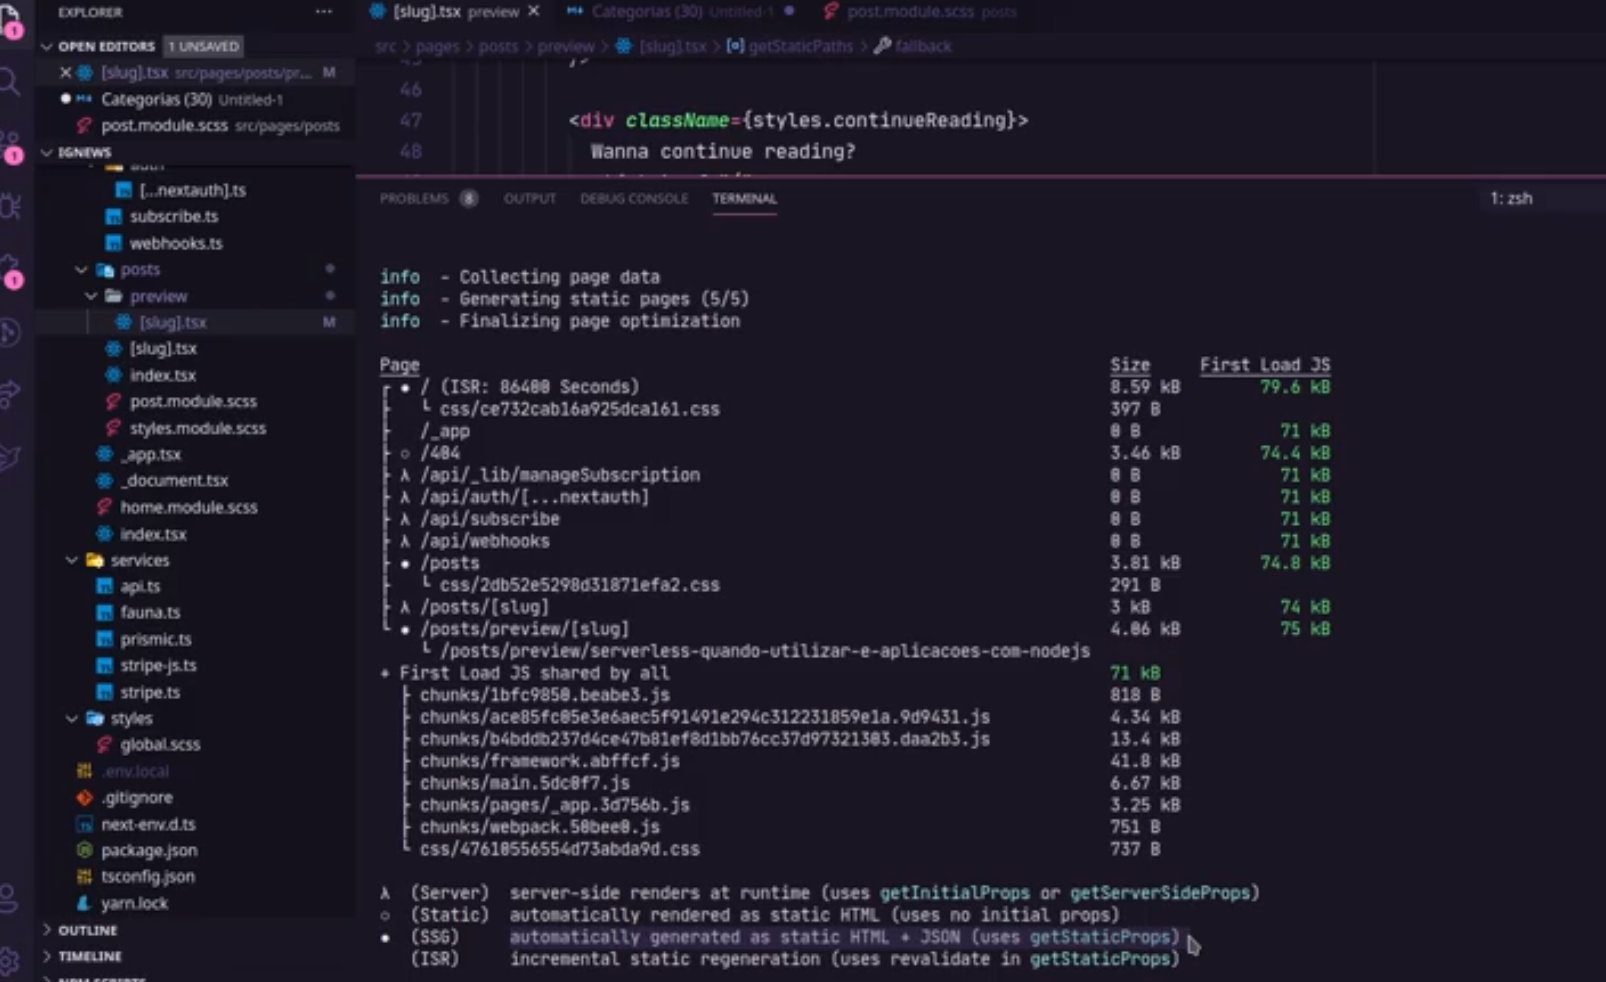 EXPLORER
OPEN EDITORS 1 UNSAVED
[slug].tsx src/pages/posts/pr... M
Categorias (30) Untitled-1
post.module.scss src/pages/posts
IGNEWS
auth
[...nextauth].ts
subscribe.ts
webhooks.ts
posts
preview
[slug].tsx M
[slug].tsx
index.tsx
post.module.scss
styles.module.scss
_app.tsx
_document.tsx
home.module.scss
index.tsx
services
api.ts
fauna.ts
prismic.ts
stripe-js.ts
stripe.ts
styles
global.scss
.env.local
.gitignore
next-env.d.ts
package.json
tsconfig.json
yarn.lock
OUTLINE
TIMELINE
NPM SCRIPTS
[slug].tsx preview Categorias (30) Untitled-1 post.module.scss posts
src > pages > posts > preview > [slug].tsx > getStaticPaths > fallback
45 />
46
47 <div className={styles.continueReading}>
48 Wanna continue reading?
PROBLEMS 8 OUTPUT DEBUG CONSOLE TERMINAL 1: zsh
info - Collecting page data
info - Generating static pages (5/5)
info - Finalizing page optimization
Page Size First Load JS
┌ ● / (ISR: 86400 Seconds) 8.59 kB 79.6 kB
├ └ css/ce732cab16a925dca161.css 397 B
├ /_app 0 B 71 kB
├ ○ /404 3.46 kB 74.4 kB
├ λ /api/_lib/manageSubscription 0 B 71 kB
├ λ /api/auth/[...nextauth] 0 B 71 kB
├ λ /api/subscribe 0 B 71 kB
├ λ /api/webhooks 0 B 71 kB
├ ● /posts 3.81 kB 74.8 kB
├ └ css/2db52e5298d31871efa2.css 291 B
├ λ /posts/[slug] 3 kB 74 kB
└ ● /posts/preview/[slug] 4.06 kB 75 kB
└ /posts/preview/serverless-quando-utilizar-e-aplicacoes-com-nodejs
+ First Load JS shared by all 71 kB
├ chunks/1bfc9850.beabe3.js 818 B
├ chunks/ace85fc05e3e6aec5f91491e294c312231859e1a.9d9431.js 4.34 kB
├ chunks/b4bddb237d4ce47b81ef8d1bb76cc37d97321303.daa2b3.js 13.4 kB
├ chunks/framework.abffcf.js 41.8 kB
├ chunks/main.5dc0f7.js 6.67 kB
├ chunks/pages/_app.3d756b.js 3.25 kB
├ chunks/webpack.50bee0.js 751 B
└ css/47610556554d73abda9d.css 737 B
λ (Server) server-side renders at runtime (uses getInitialProps or getServerSideProps)
○ (Static) automatically rendered as static HTML (uses no initial props)
● (SSG) automatically generated as static HTML + JSON (uses getStaticProps)
(ISR) incremental static regeneration (uses revalidate in getStaticProps)